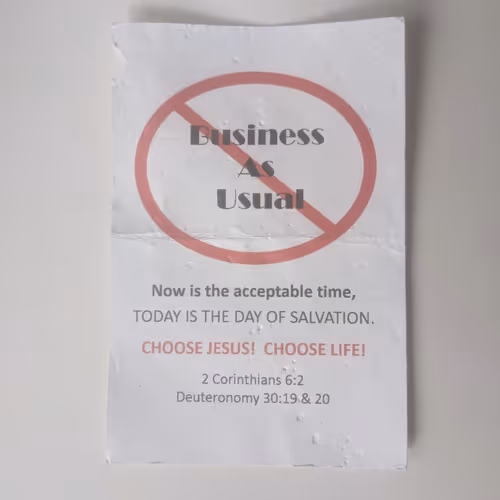 Business
As
Usual
Now is the acceptable time,
TODAY IS THE DAY OF SALVATION.
CHOOSE JESUS!  CHOOSE LIFE!
2 Corinthians 6:2
Deuteronomy 30:19 & 20